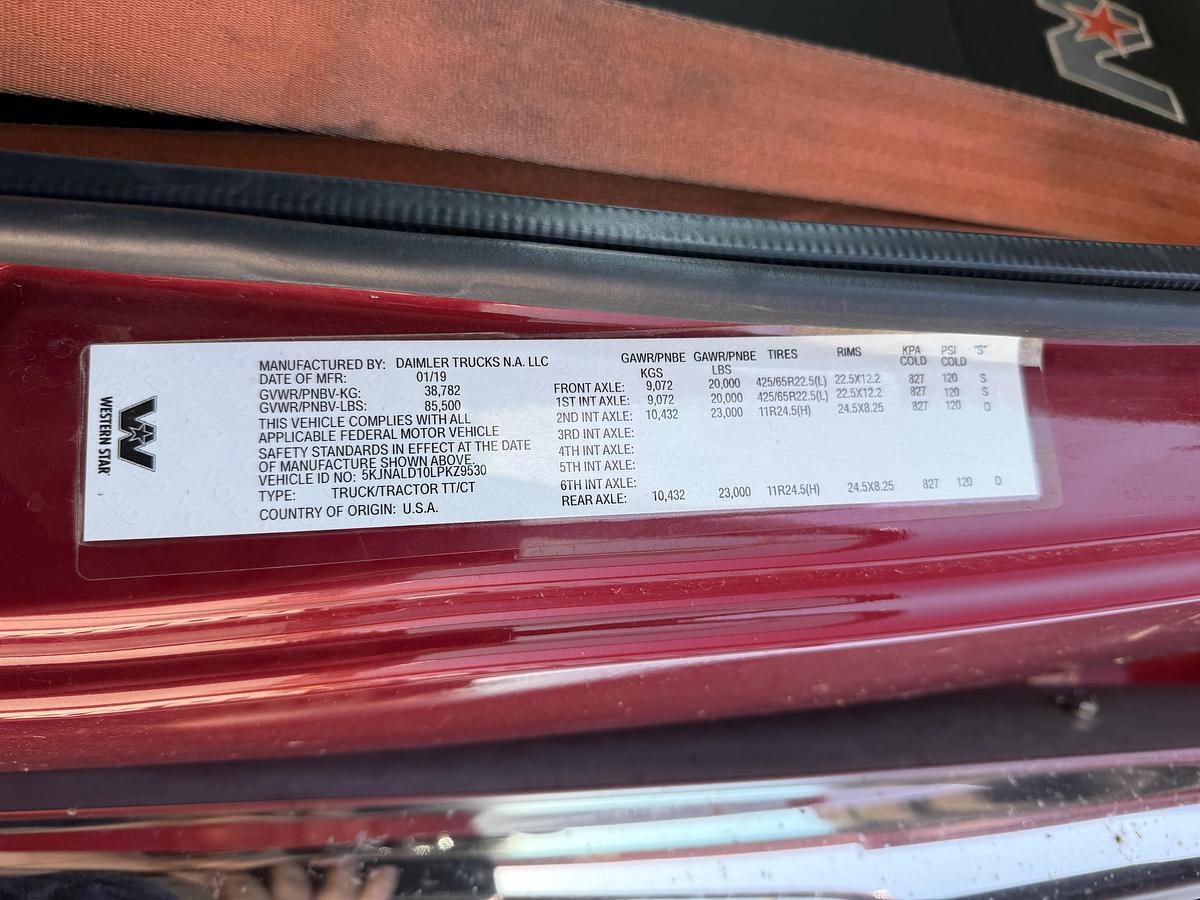 WESTERN STAR
MANUFACTURED BY: DAIMLER TRUCKS N.A. LLC
DATE OF MFR: 01/19
GVWR/PNBV-KG: 38,782
GVWR/PNBV-LBS: 85,500
THIS VEHICLE COMPLIES WITH ALL
APPLICABLE FEDERAL MOTOR VEHICLE
SAFETY STANDARDS IN EFFECT AT THE DATE
OF MANUFACTURE SHOWN ABOVE.
VEHICLE ID NO: 5KJNALD10LPKZ9530
TYPE: TRUCK/TRACTOR TT/CT
COUNTRY OF ORIGIN: U.S.A.
GAWR/PNBE GAWR/PNBE TIRES RIMS KPA PSI "S"
KGS LBS COLD COLD
FRONT AXLE: 9,072 20,000 425/65R22.5(L) 22.5X12.2 827 120 S
1ST INT AXLE: 9,072 20,000 425/65R22.5(L) 22.5X12.2 827 120 S
2ND INT AXLE: 10,432 23,000 11R24.5(H) 24.5X8.25 827 120 D
3RD INT AXLE:
4TH INT AXLE:
5TH INT AXLE:
6TH INT AXLE:
REAR AXLE: 10,432 23,000 11R24.5(H) 24.5X8.25 827 120 D